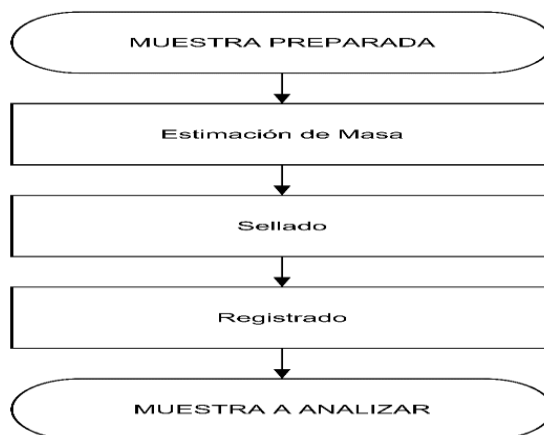 MUESTRA PREPARADA
Estimación de Masa
Sellado
Registrado
MUESTRA A ANALIZAR